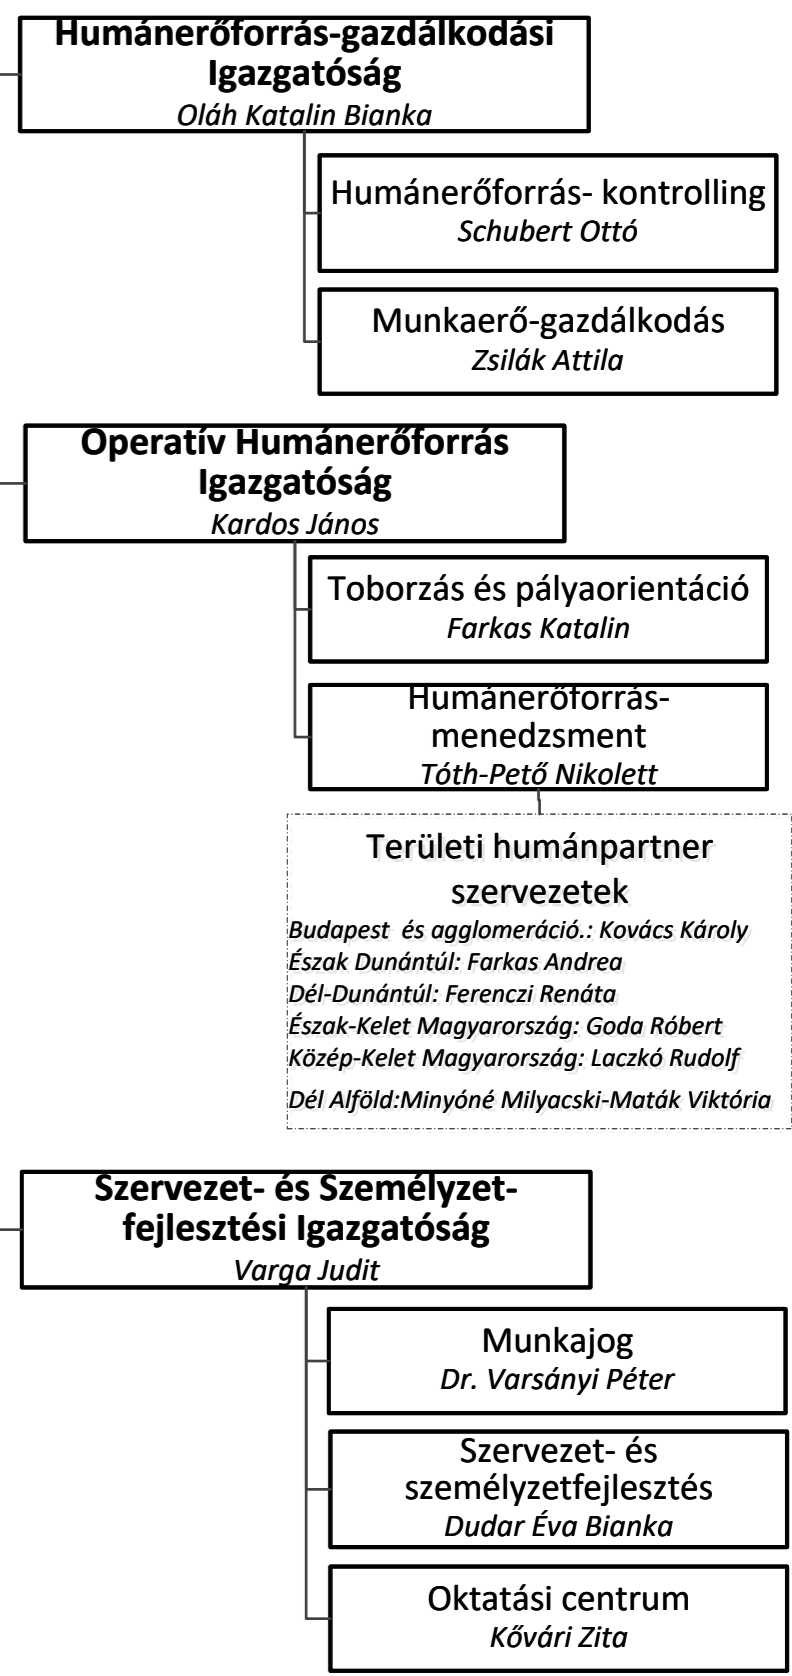 Humánerőforrás-gazdálkodási
Igazgatóság
Oláh Katalin Bianka
Humánerőforrás- kontrolling
Schubert Ottó
Munkaerő-gazdálkodás
Zsilák Attila
Operatív Humánerőforrás
Igazgatóság
Kardos János
Toborzás és pályaorientáció
Farkas Katalin
Humánerőforrás-
menedzsment
Tóth-Pető Nikolett
Területi humánpartner
szervezetek
Budapest  és agglomeráció.: Kovács Károly
Észak Dunántúl: Farkas Andrea
Dél-Dunántúl: Ferenczi Renáta
Észak-Kelet Magyarország: Goda Róbert
Közép-Kelet Magyarország: Laczkó Rudolf
Dél Alföld:Minyóné Milyacski-Maták Viktória
Szervezet- és Személyzet-
fejlesztési Igazgatóság
Varga Judit
Munkajog
Dr. Varsányi Péter
Szervezet- és
személyzetfejlesztés
Dudar Éva Bianka
Oktatási centrum
Kővári Zita